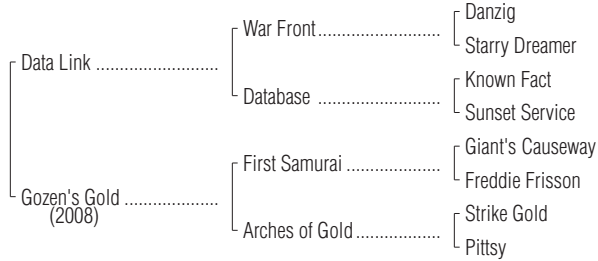 Danzig
War Front
Starry Dreamer
Data Link
Known Fact
Database
Sunset Service
Giant's Causeway
First Samurai
Freddie Frisson
Gozen's Gold
(2008)
Strike Gold
Arches of Gold
Pittsy